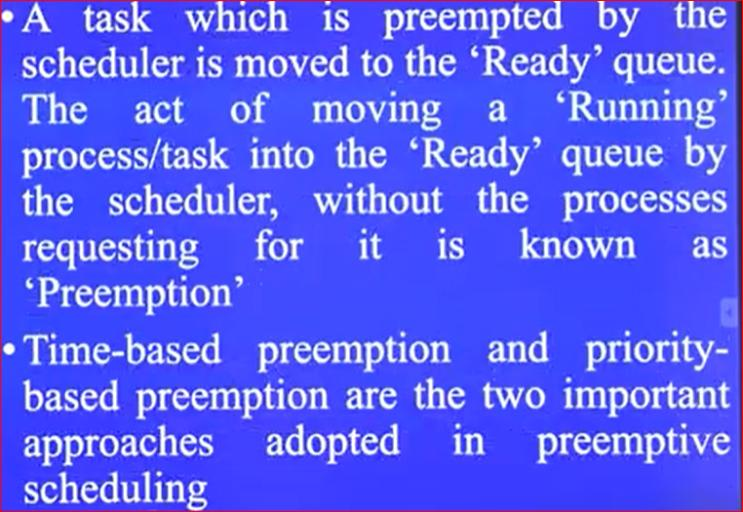 • A task which is preempted by the
scheduler is moved to the ‘Ready’ queue.
The act of moving a ‘Running’
process/task into the ‘Ready’ queue by
the scheduler, without the processes
requesting for it is known as
‘Preemption’
• Time-based preemption and priority-
based preemption are the two important
approaches adopted in preemptive
scheduling